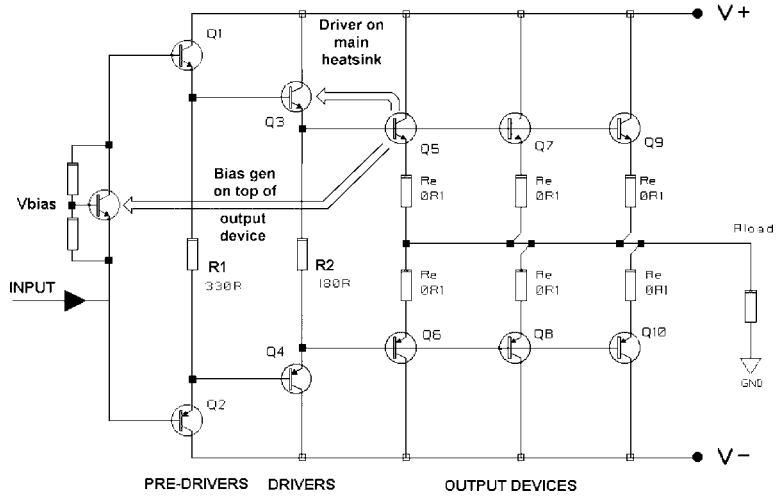 V+
Q1
Driver on
main
heatsink
Q3
Q5
Q7
Q9
Bias gen
on top of
output
device
Vbias
Re
0R1
Re
0R1
Re
0R1
Rload
R1
330R
R2
180R
INPUT
Re
0R1
Re
0R1
Re
0R1
Q4
Q6
Q8
Q10
GND
Q2
V-
PRE-DRIVERS
DRIVERS
OUTPUT DEVICES